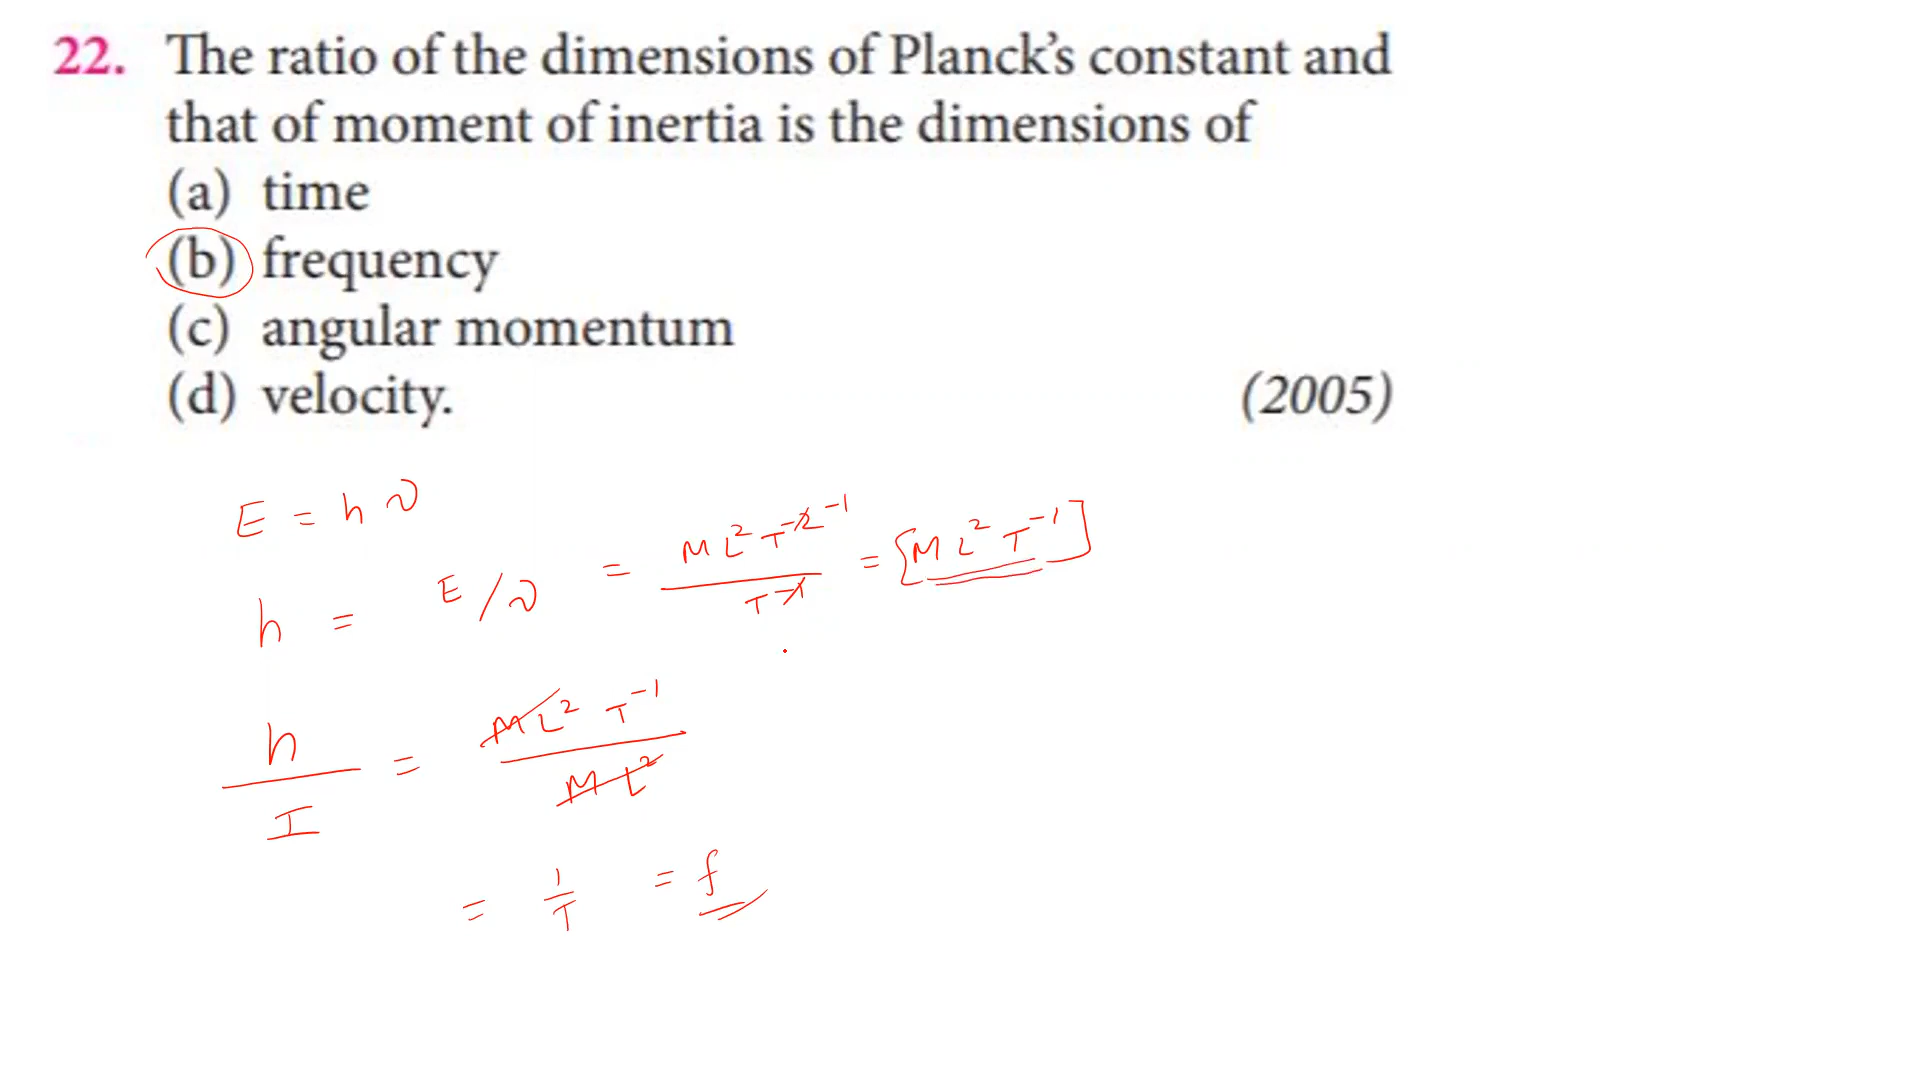 22. The ratio of the dimensions of Planck's constant and
that of moment of inertia is the dimensions of
(a) time
(b) frequency
(c) angular momentum
(d) velocity. (2005)
E = h ν
h = E/ν = ML²T⁻²⁻¹ / T⁻¹ = [ML²T⁻¹]
h/I = ML²T⁻¹ / ML²
= 1/T = f